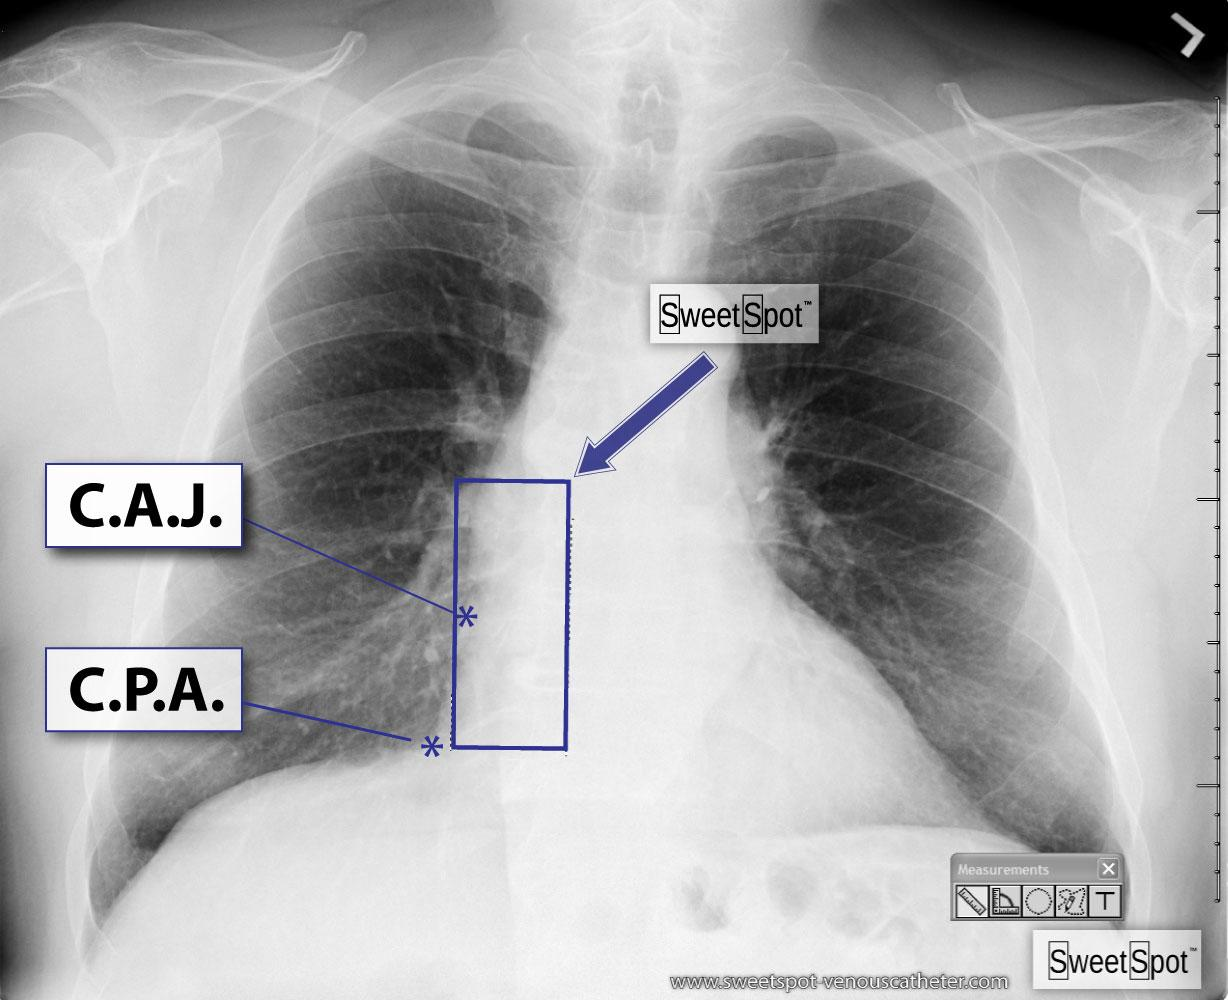 SweetSpot™
C.A.J.
*
C.P.A.
*
Measurements
T
SweetSpot™
www.sweetspot-venouscatheter.com